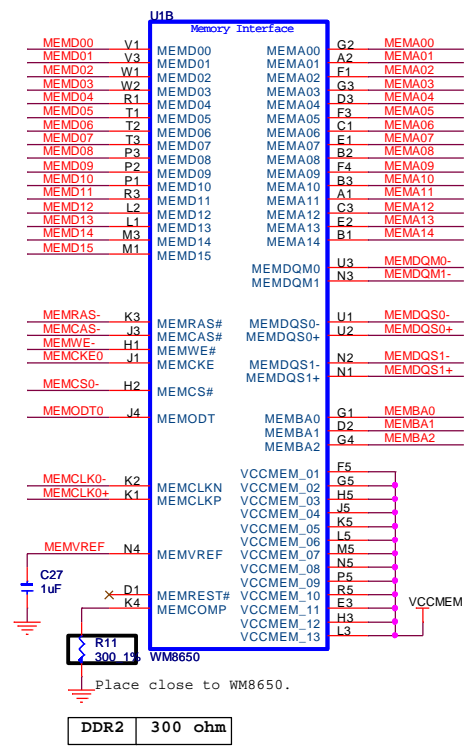 U1B
Memory Interface
MEMD00 V1 MEMD00 MEMA00 G2 MEMA00
MEMD01 V3 MEMD01 MEMA01 A2 MEMA01
MEMD02 W1 MEMD02 MEMA02 F1 MEMA02
MEMD03 W2 MEMD03 MEMA03 G3 MEMA03
MEMD04 R1 MEMD04 MEMA04 D3 MEMA04
MEMD05 T1 MEMD05 MEMA05 F3 MEMA05
MEMD06 T2 MEMD06 MEMA06 C1 MEMA06
MEMD07 T3 MEMD07 MEMA07 E1 MEMA07
MEMD08 P3 MEMD08 MEMA08 B2 MEMA08
MEMD09 P2 MEMD09 MEMA09 F4 MEMA09
MEMD10 P1 MEMD10 MEMA10 B3 MEMA10
MEMD11 R3 MEMD11 MEMA11 A1 MEMA11
MEMD12 L2 MEMD12 MEMA12 C3 MEMA12
MEMD13 L1 MEMD13 MEMA13 E2 MEMA13
MEMD14 M3 MEMD14 MEMA14 B1 MEMA14
MEMD15 M1 MEMD15
MEMDQM0 U3 MEMDQM0-
MEMDQM1 N3 MEMDQM1-
MEMRAS- K3 MEMRAS# MEMDQS0- U1 MEMDQS0-
MEMCAS- J3 MEMCAS# MEMDQS0+ U2 MEMDQS0+
MEMWE- H1 MEMWE#
MEMCKE0 J1 MEMCKE MEMDQS1- N2 MEMDQS1-
MEMDQS1+ N1 MEMDQS1+
MEMCS0- H2 MEMCS#
MEMODT0 J4 MEMODT MEMBA0 G1 MEMBA0
MEMBA1 D2 MEMBA1
MEMBA2 G4 MEMBA2
VCCMEM_01 F5
MEMCLK0- K2 MEMCLKN VCCMEM_02 G5
MEMCLK0+ K1 MEMCLKP VCCMEM_03 H5
VCCMEM_04 J5
VCCMEM_05 K5
VCCMEM_06 L5
MEMVREF N4 MEMVREF VCCMEM_07 M5
VCCMEM_08 N5
VCCMEM_09 P5
C27 1uF D1 MEMREST# VCCMEM_10 R5
K4 MEMCOMP VCCMEM_11 E3 VCCMEM
VCCMEM_12 H3
VCCMEM_13 L3
R11
300_1% WM8650
Place close to WM8650.
DDR2 300 ohm